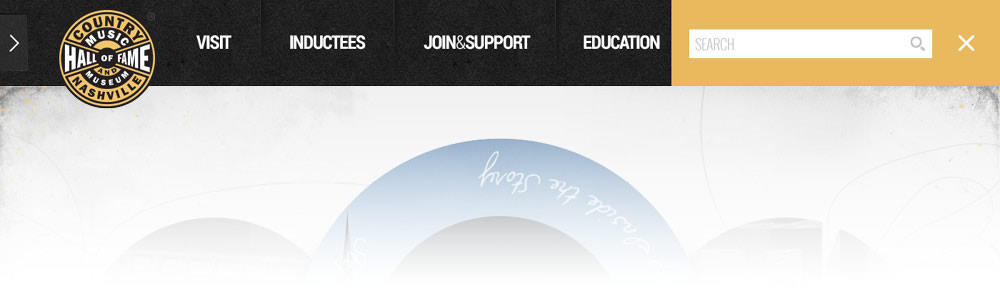 COUNTRY
MUSIC
HALL OF FAME
AND
MUSEUM
NASHVILLE
VISIT
INDUCTEES
JOIN&SUPPORT
EDUCATION
SEARCH
Inside the Story